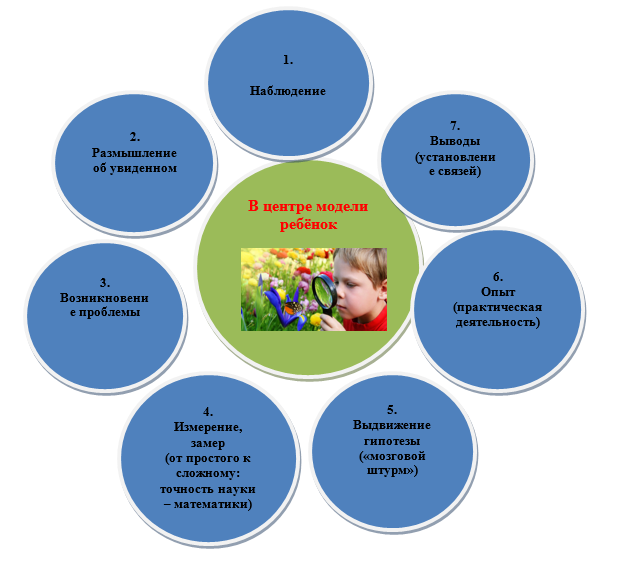 1.
Наблюдение
2.
Размышление
об увиденном
3.
Возникновени
е проблемы
4.
Измерение,
замер
(от простого к
сложному:
точность науки
– математики)
5.
Выдвижение
гипотезы
(«мозговой
штурм»)
6.
Опыт
(практическая
деятельность)
7.
Выводы
(установлени
е связей)
В центре модели
ребёнок